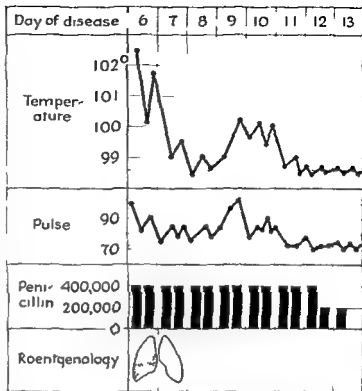 Day of disease 6 7 8 9 10 11 12 13
102°
Temper-
ature
101
100
99
Pulse
90
70
Peni-
cillin
400,000
200,000
0
Roentgenology